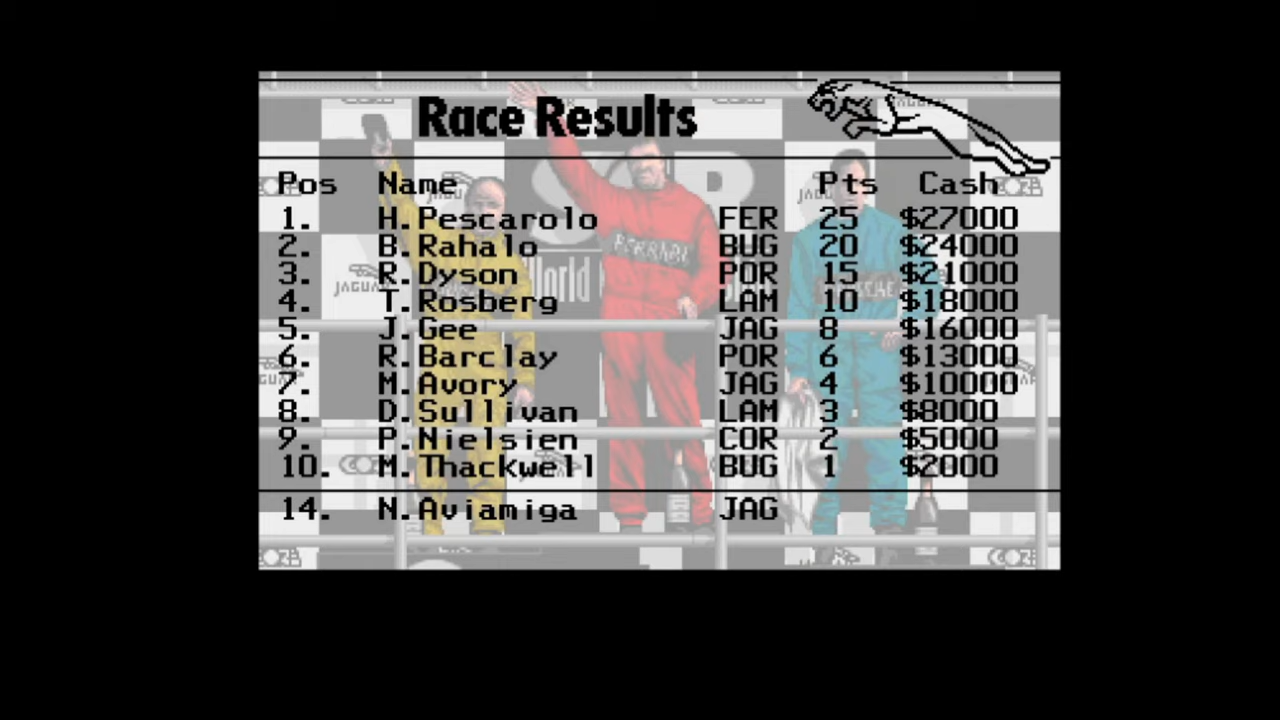 Race Results
Pos Name Pts Cash
1. H.Pescarolo FER 25 $27000
2. B.Rahalo BUG 20 $24000
3. R.Dyson POR 15 $21000
4. T.Rosberg LAM 10 $18000
5. J.Gee JAG 8 $16000
6. R.Barclay POR 6 $13000
7. M.Avory JAG 4 $10000
8. D.Sullivan LAM 3 $8000
9. P.Nielsien COR 2 $5000
10. M.Thackwell BUG 1 $2000
14. N.Aviamiga JAG
FERRARI
World
JAGUAR